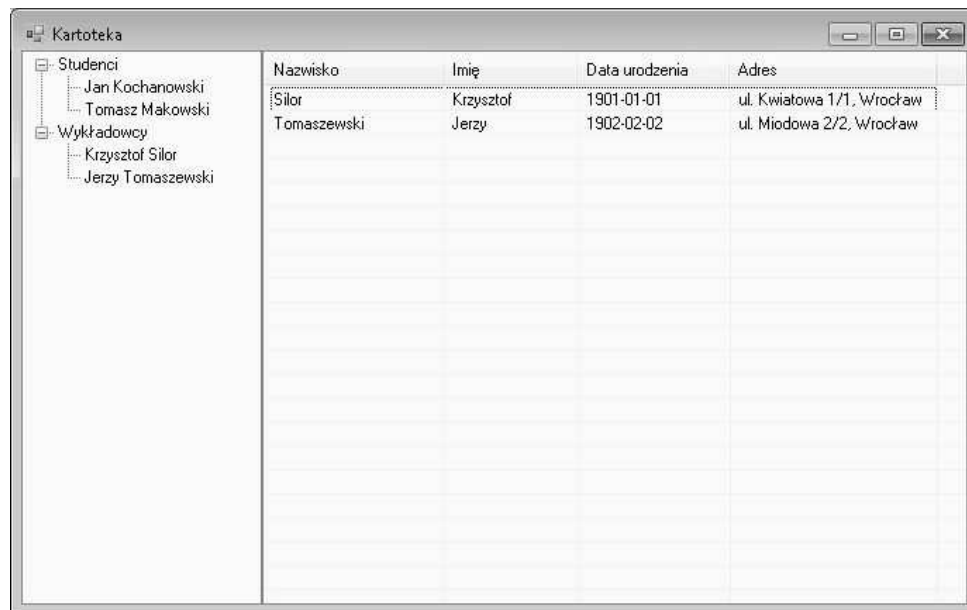 Kartoteka
Studenci
Jan Kochanowski
Tomasz Makowski
Wykładowcy
Krzysztof Silor
Jerzy Tomaszewski
Nazwisko Imię Data urodzenia Adres
Silor Krzysztof 1901-01-01 ul. Kwiatowa 1/1, Wrocław
Tomaszewski Jerzy 1902-02-02 ul. Miodowa 2/2, Wrocław